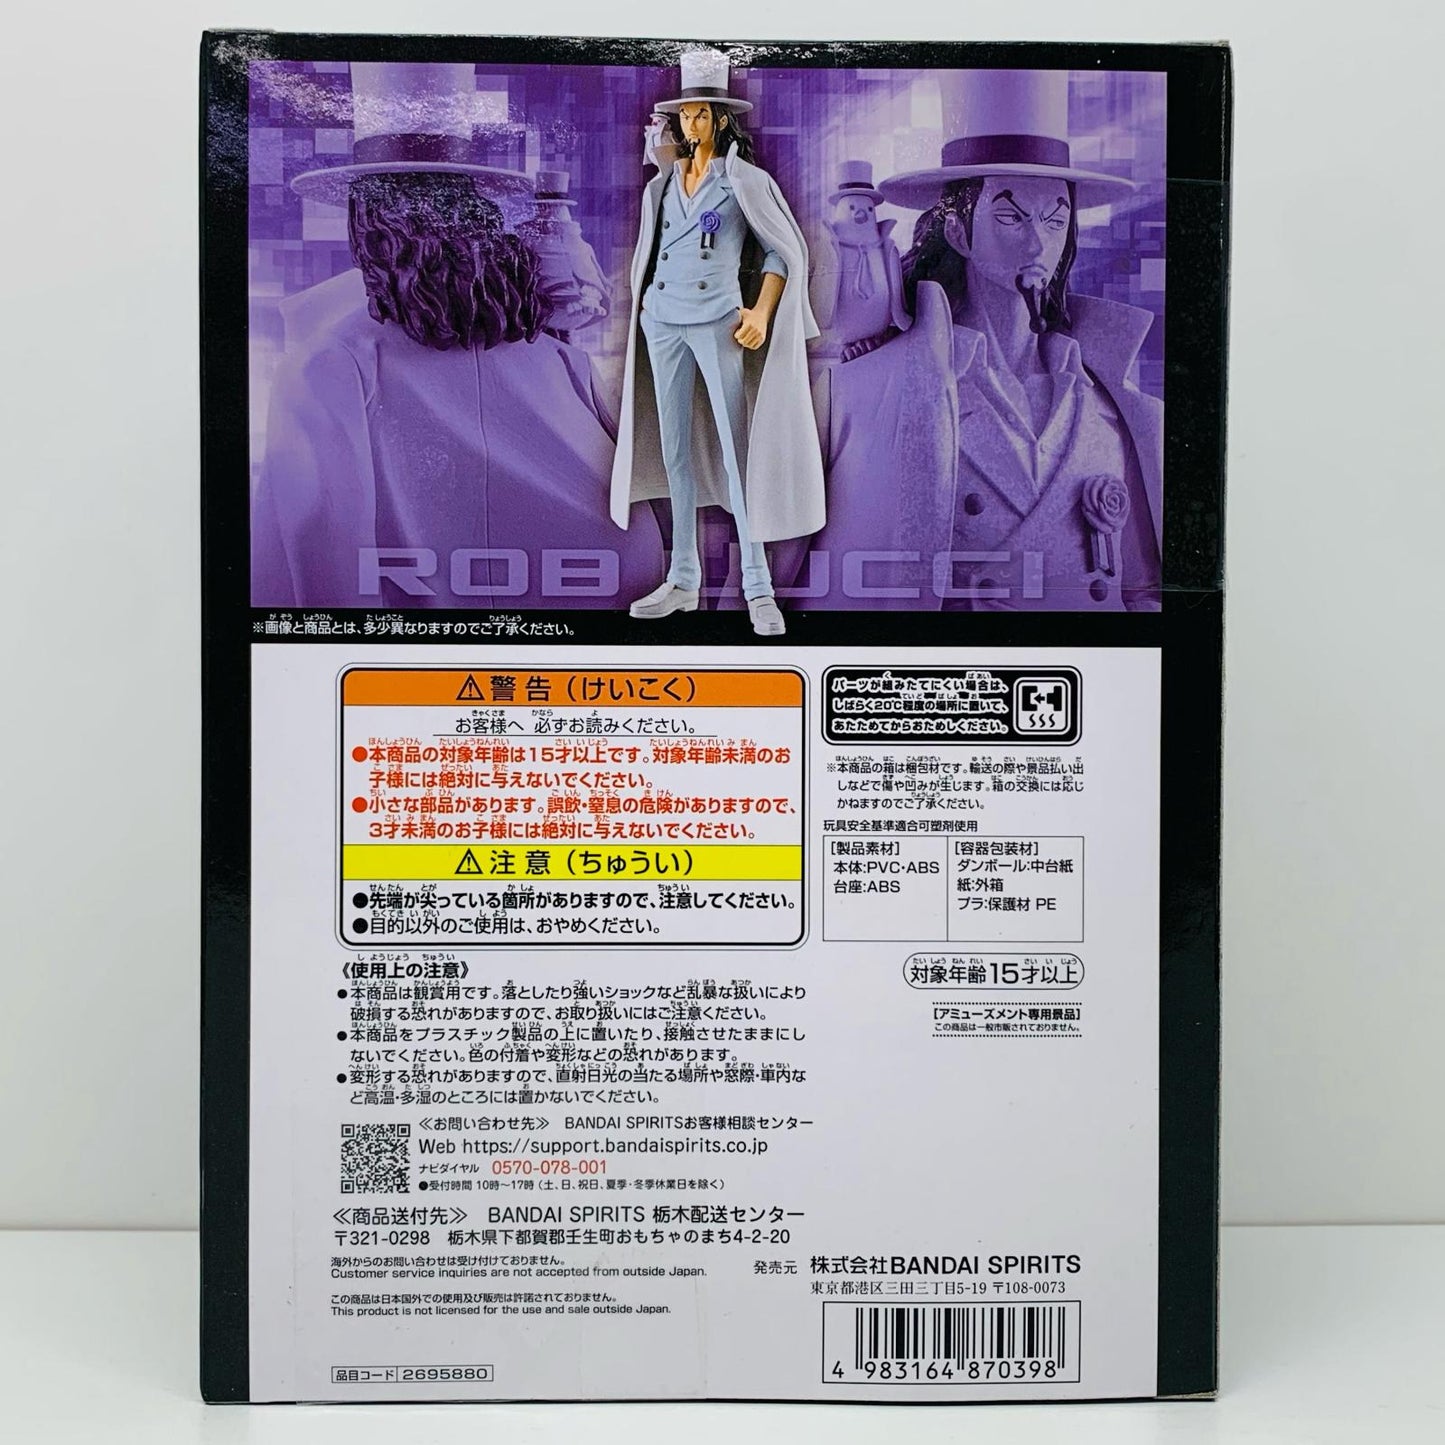 ROB LUCCI
※画像と商品とは、多少異なりますのでご了承ください。
⚠警告(けいこく)
お客様へ 必ずお読みください。
●本商品の対象年齢は15才以上です。対象年齢未満のお
子様には絶対に与えないでください。
●小さな部品があります。誤飲・窒息の危険がありますので、
3才未満のお子様には絶対に与えないでください。
⚠注意(ちゅうい)
●先端が尖っている箇所がありますので、注意してください。
●目的以外のご使用は、おやめください。
《使用上の注意》
●本商品は観賞用です。落としたり強いショックなど乱暴な扱いにより
破損する恐れがありますので、お取り扱いにはご注意ください。
●本商品をプラスチック製品の上に置いたり、接触させたままにし
ないでください。色の付着や変形などの恐れがあります。
●変形する恐れがありますので、直射日光の当たる場所や窓際・車内な
ど高温・多湿のところには置かないでください。
≪お問い合わせ先≫ BANDAI SPIRITSお客様相談センター
Web https://support.bandaispirits.co.jp
ナビダイヤル 0570-078-001
●受付時間 10時〜17時(土、日、祝日、夏季・冬季休業日を除く)
≪商品送付先≫ BANDAI SPIRITS 栃木配送センター
〒321-0298 栃木県下都賀郡壬生町おもちゃのまち4-2-20
海外からのお問い合わせは受け付けておりません。
Customer service inquiries are not accepted from outside Japan.
この商品は日本国外での使用及び販売は許諾しておりません。
This product is not licensed for the use and sale outside Japan.
品目コード 2695880
パーツが組みたてにくい場合は、
しばらく20℃程度の場所に置いて、
あたためてからおためしください。
※本商品の箱は梱包材です。輸送の際や景品払い出
しなどで傷や凹みが生じます。箱の交換には応じ
かねますのでご了承ください。
玩具安全基準適合可塑剤使用
[製品素材]
本体:PVC・ABS
台座:ABS
[容器包装材]
ダンボール:中台紙
紙:外箱
プラ:保護材 PE
対象年齢15才以上
[アミューズメント専用景品]
この商品は一般市販されておりません。
発売元 株式会社BANDAI SPIRITS
東京都港区三田三丁目5-19 〒108-0073
4 983164 870398